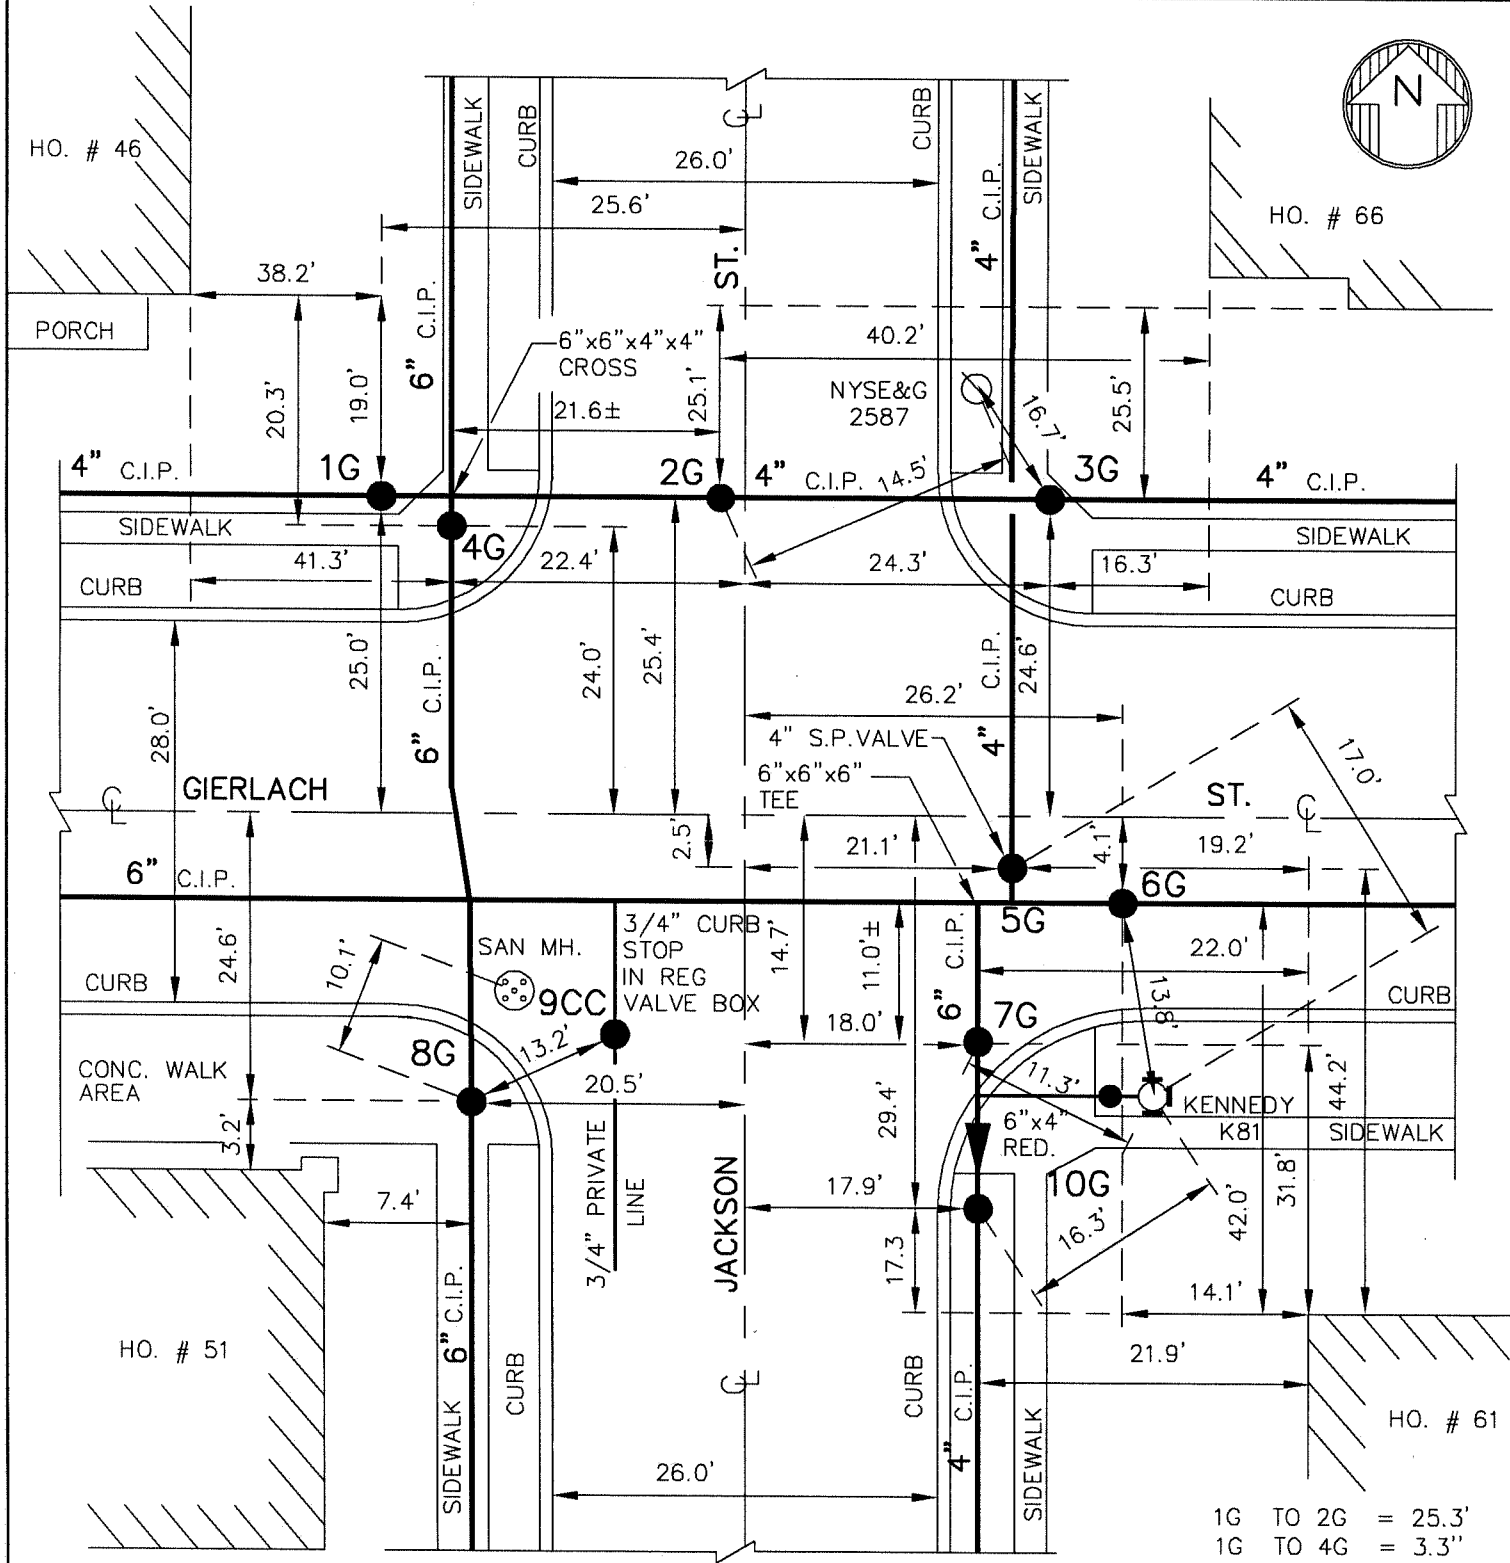 N
HO. # 46
SIDEWALK
CURB
26.0'
25.6'
CURB
SIDEWALK
C.I.P.
4"
HO. # 66
38.2'
ST.
PORCH
C.I.P.
6"
6"x6"x4"x4"
CROSS
40.2'
20.3'
19.0'
21.6±
25.1'
NYSE&G
2587
16.7'
25.5'
4" C.I.P.
1G
2G
4"
C.I.P.
14.5'
3G
4"
C.I.P.
SIDEWALK
4G
SIDEWALK
41.3'
22.4'
24.3'
16.3'
CURB
CURB
28.0'
25.0'
C.I.P.
6"
24.0'
25.4'
C.I.P.
24.6'
4"
26.2'
4" S.P.VALVE
6"x6"x6"
TEE
17.0'
GIERLACH
ST.
C L
C L
2.5'
21.1'
4.1'
19.2'
6"
C.I.P.
6G
5G
24.6'
10.1'
SAN MH.
3/4" CURB
STOP
IN REG
VALVE BOX
14.7'
11.0'±
C.I.P.
6"
22.0'
13.8'
CURB
CURB
9CC
18.0'
7G
CONC. WALK
AREA
8G
13.2'
20.5'
11.3'
44.2'
KENNEDY
K81
SIDEWALK
3.2'
29.4'
6"x4"
RED.
31.8'
7.4'
3/4" PRIVATE
LINE
JACKSON
17.9'
10G
16.3'
42.0'
17.3
14.1'
C.I.P.
6"
HO. # 51
21.9'
C L
C L
CURB
SIDEWALK
CURB
C.I.P.
4"
SIDEWALK
HO. # 61
26.0'
1G TO 2G = 25.3'
1G TO 4G = 3.3''